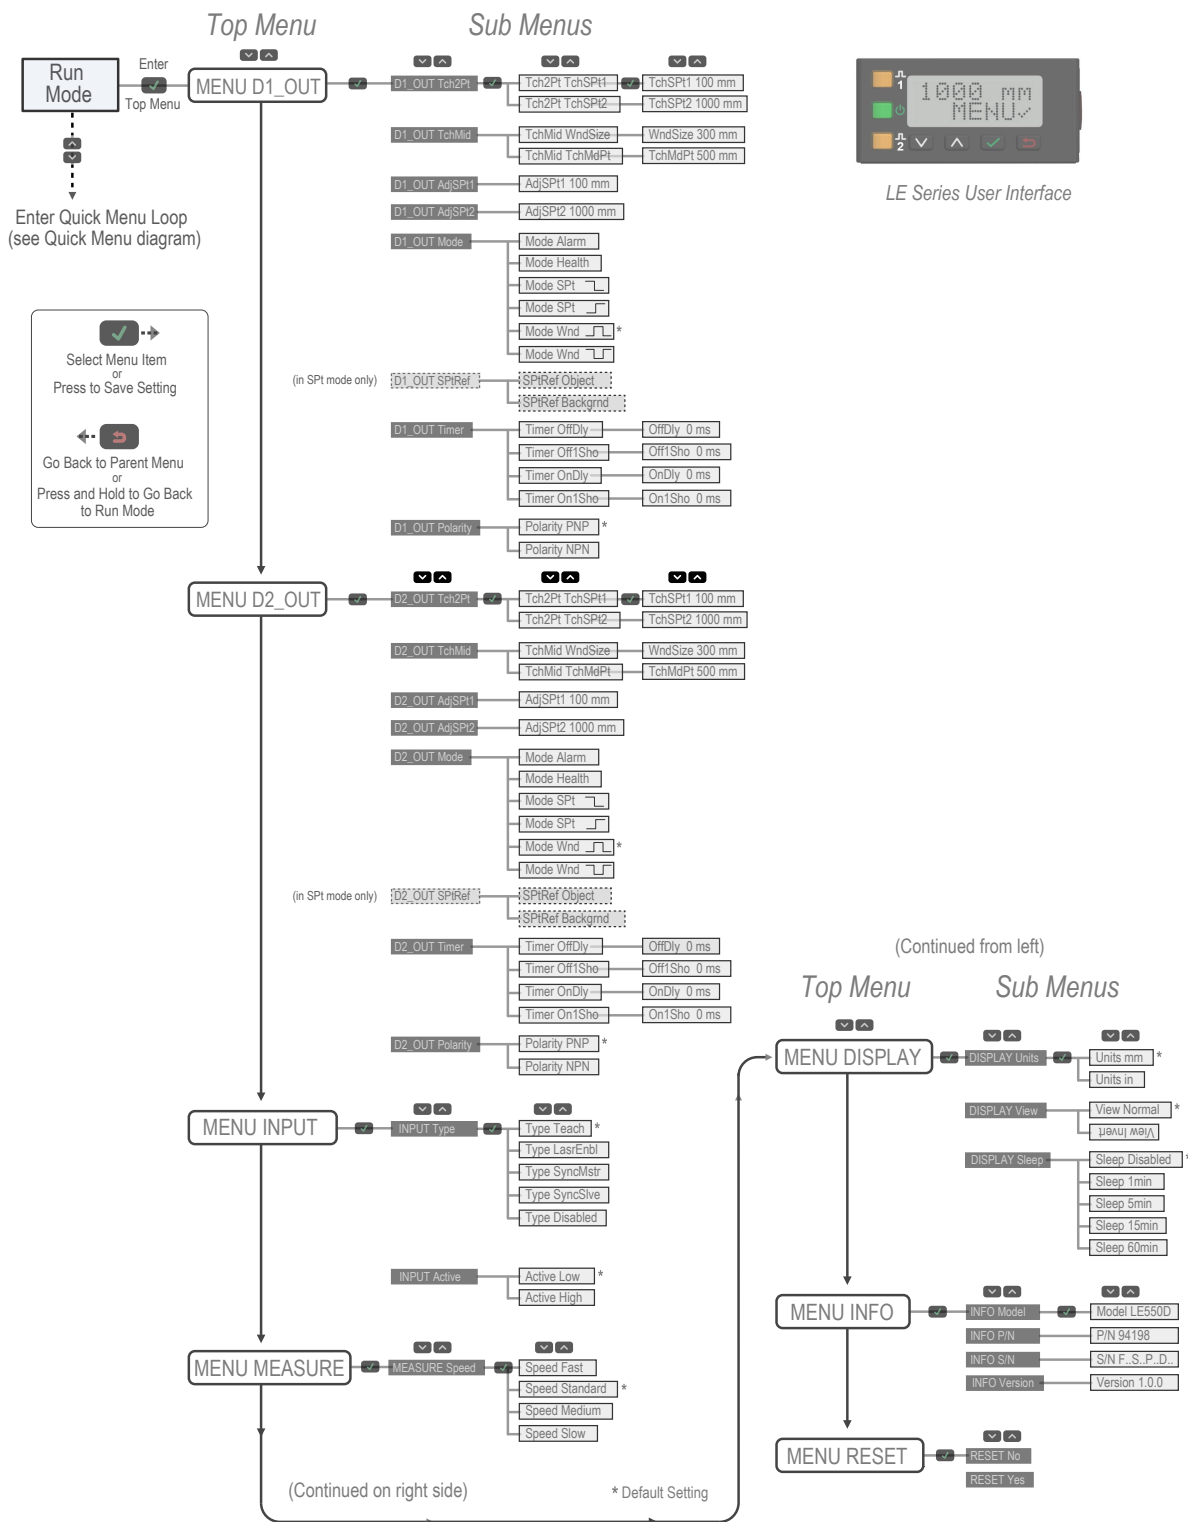 Top Menu
Sub Menus
Run
Mode
Enter
Top Menu
MENU D1_OUT
D1_OUT Tch2Pt
Tch2Pt TchSPt1
TchSPt1 100 mm
Tch2Pt TchSPt2
TchSPt2 1000 mm
D1_OUT TchMid
TchMid WndSize
WndSize 300 mm
TchMid TchMdPt
TchMdPt 500 mm
D1_OUT AdjSPt1
AdjSPt1 100 mm
D1_OUT AdjSPt2
AdjSPt2 1000 mm
D1_OUT Mode
Mode Alarm
Mode Health
Mode SPt
Mode SPt
Mode Wnd *
Mode Wnd
(in SPt mode only)
D1_OUT SPtRef
SPtRef Object
SPtRef Backgrnd
D1_OUT Timer
Timer OffDly
OffDly 0 ms
Timer Off1Sho
Off1Sho 0 ms
Timer OnDly
OnDly 0 ms
Timer On1Sho
On1Sho 0 ms
D1_OUT Polarity
Polarity PNP *
Polarity NPN
1000 mm
MENU✓
1
2
LE Series User Interface
Enter Quick Menu Loop
(see Quick Menu diagram)
Select Menu Item
or
Press to Save Setting
Go Back to Parent Menu
or
Press and Hold to Go Back
to Run Mode
MENU D2_OUT
D2_OUT Tch2Pt
Tch2Pt TchSPt1
TchSPt1 100 mm
Tch2Pt TchSPt2
TchSPt2 1000 mm
D2_OUT TchMid
TchMid WndSize
WndSize 300 mm
TchMid TchMdPt
TchMdPt 500 mm
D2_OUT AdjSPt1
AdjSPt1 100 mm
D2_OUT AdjSPt2
AdjSPt2 1000 mm
D2_OUT Mode
Mode Alarm
Mode Health
Mode SPt
Mode SPt
Mode Wnd *
Mode Wnd
(in SPt mode only)
D2_OUT SPtRef
SPtRef Object
SPtRef Backgrnd
D2_OUT Timer
Timer OffDly
OffDly 0 ms
Timer Off1Sho
Off1Sho 0 ms
Timer OnDly
OnDly 0 ms
Timer On1Sho
On1Sho 0 ms
D2_OUT Polarity
Polarity PNP *
Polarity NPN
MENU INPUT
INPUT Type
Type Teach *
Type LasrEnbl
Type SyncMstr
Type SyncSlve
Type Disabled
INPUT Active
Active Low *
Active High
MENU MEASURE
MEASURE Speed
Speed Fast
Speed Standard *
Speed Medium
Speed Slow
(Continued on right side)
* Default Setting
(Continued from left)
Top Menu
Sub Menus
MENU DISPLAY
DISPLAY Units
Units mm *
Units in
DISPLAY View
View Normal *
View Invert
DISPLAY Sleep
Sleep Disabled *
Sleep 1min
Sleep 5min
Sleep 15min
Sleep 60min
MENU INFO
INFO Model
Model LE550D
INFO P/N
P/N 94198
INFO S/N
S/N F..S..P..D..
INFO Version
Version 1.0.0
MENU RESET
RESET No
RESET Yes